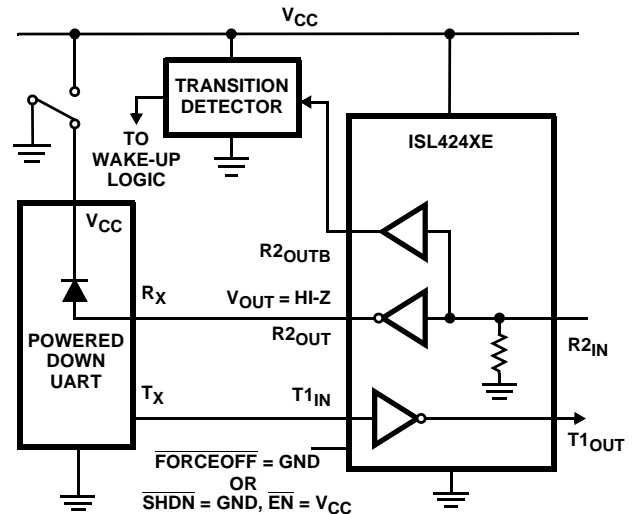 VCC
TRANSITION
DETECTOR
TO
WAKE-UP
LOGIC
ISL424XE
VCC
R2OUTB
RX
VOUT = HI-Z
R2OUT
R2IN
POWERED
DOWN
UART
TX
T1IN
T1OUT
FORCEOFF = GND
OR
SHDN = GND, EN = VCC